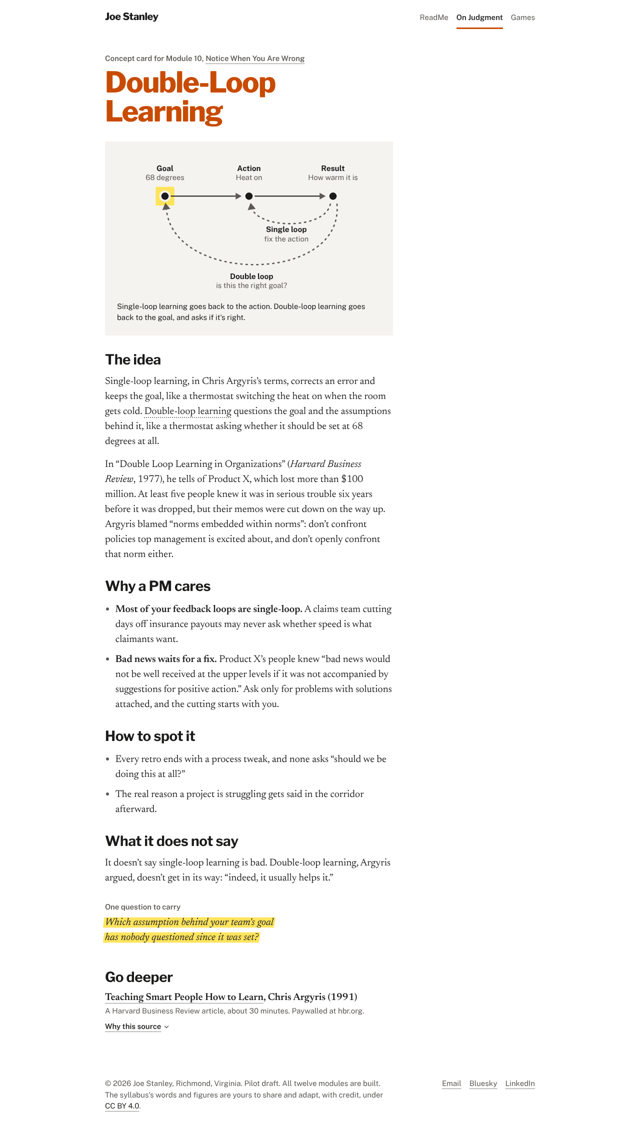 Joe Stanley
ReadMe On Judgment Games
Concept card for Module 10, Notice When You Are Wrong
Double-Loop
Learning
Goal Action Result
68 degrees Heat on How warm it is
Single loop
fix the action
Double loop
is this the right goal?
Single-loop learning goes back to the action. Double-loop learning goes
back to the goal, and asks if it’s right.
The idea
Single-loop learning, in Chris Argyris’s terms, corrects an error and
keeps the goal, like a thermostat switching the heat on when the room
gets cold. Double-loop learning questions the goal and the assumptions
behind it, like a thermostat asking whether it should be set at 68
degrees at all.
In “Double Loop Learning in Organizations” (Harvard Business
Review, 1977), he tells of Product X, which lost more than $100
million. At least five people knew it was in serious trouble six years
before it was dropped, but their memos were cut down on the way up.
Argyris blamed “norms embedded within norms”: don’t confront
policies top management is excited about, and don’t openly confront
that norm either.
Why a PM cares
• Most of your feedback loops are single-loop. A claims team cutting
days off insurance payouts may never ask whether speed is what
claimants want.
• Bad news waits for a fix. Product X’s people knew “bad news would
not be well received at the upper levels if it was not accompanied by
suggestions for positive action.” Ask only for problems with solutions
attached, and the cutting starts with you.
How to spot it
• Every retro ends with a process tweak, and none asks “should we be
doing this at all?”
• The real reason a project is struggling gets said in the corridor
afterward.
What it does not say
It doesn’t say single-loop learning is bad. Double-loop learning, Argyris
argued, doesn’t get in its way: “indeed, it usually helps it.”
One question to carry
Which assumption behind your team’s goal
has nobody questioned since it was set?
Go deeper
Teaching Smart People How to Learn, Chris Argyris (1991)
A Harvard Business Review article, about 30 minutes. Paywalled at hbr.org.
Why this source
© 2026 Joe Stanley, Richmond, Virginia. Pilot draft. All twelve modules are built.
The syllabus’s words and figures are yours to share and adapt, with credit, under
CC BY 4.0.
Email Bluesky LinkedIn